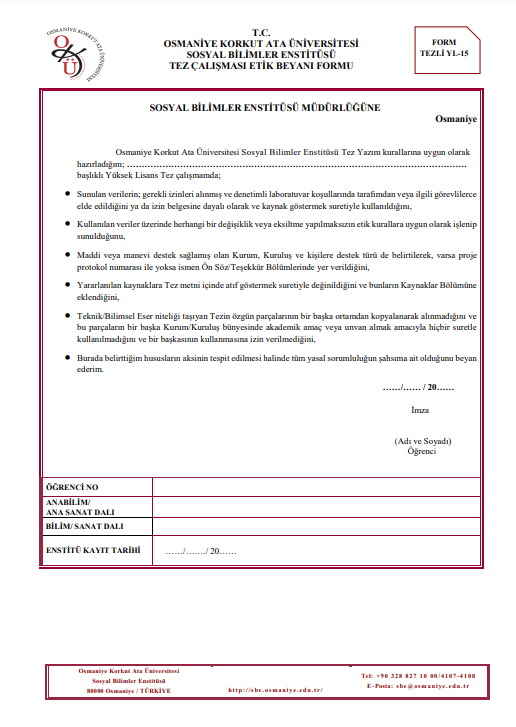 OSMANİYE KORKUT ATA ÜNİVERSİTESİ
OKÜ
T.C.
OSMANİYE KORKUT ATA ÜNİVERSİTESİ
SOSYAL BİLİMLER ENSTİTÜSÜ
TEZ ÇALIŞMASI ETİK BEYANI FORMU
FORM
TEZLİ YL-15
SOSYAL BİLİMLER ENSTİTÜSÜ MÜDÜRLÜĞÜNE
Osmaniye
Osmaniye Korkut Ata Üniversitesi Sosyal Bilimler Enstitüsü Tez Yazım kurallarına uygun olarak
hazırladığım; ……………………………………………………………………………………
başlıklı Yüksek Lisans Tez çalışmamda;
● Sunulan verilerin; gerekli izinleri alınmış ve denetimli laboratuvar koşullarında tarafımdan veya ilgili görevlilerce
elde edildiğini ya da izin belgesine dayalı olarak ve kaynak göstermek suretiyle kullanıldığını,
● Kullanılan veriler üzerinde herhangi bir değişiklik veya eksiltme yapılmaksızın etik kurallara uygun olarak işlenip
sunulduğunu,
● Maddi veya manevi destek sağlamış olan Kurum, Kuruluş ve kişilere destek türü de belirtilerek, varsa proje
protokol numarası ile yoksa ismen Ön Söz/Teşekkür Bölümlerinde yer verildiğini,
● Yararlanılan kaynaklara Tez metni içinde atıf göstermek suretiyle değinildiğini ve bunların Kaynaklar Bölümüne
eklendiğini,
● Teknik/Bilimsel Eser niteliği taşıyan Tezin özgün parçalarının bir başka ortamdan kopyalanarak alınmadığını ve
bu parçaların bir başka Kurum/Kuruluş bünyesinde akademik amaç veya unvan almak amacıyla hiçbir suretle
kullanılmadığını ve bir başkasının kullanmasına izin verilmediğini,
● Burada belirttiğim hususların aksinin tespit edilmesi halinde tüm yasal sorumluluğun şahsıma ait olduğunu beyan
ederim.
……/…… / 20……
İmza
(Adı ve Soyadı)
Öğrenci
ÖĞRENCİ NO
ANABİLİM/
ANA SANAT DALI
BİLİM/ SANAT DALI
ENSTİTÜ KAYIT TARİHİ ……/……./ 20……
Osmaniye Korkut Ata Üniversitesi
Sosyal Bilimler Enstitüsü
80000 Osmaniye / TÜRKİYE
http://sbe.osmaniye.edu.tr/
Tel: +90 328 827 10 00/4107-4108
E-Posta: sbe@osmaniye.edu.tr